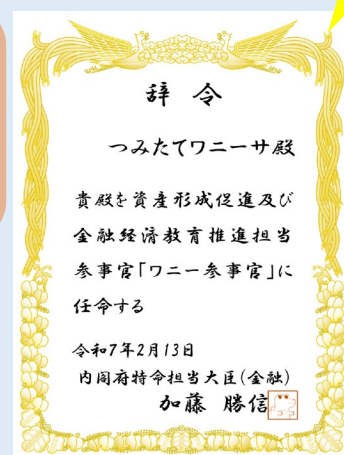 辞令
つみたてワニーサ殿
貴殿を資産形成促進及び
金融経済教育推進担当
参事官「ワニー参事官」に
任命する
令和7年2月13日
内閣府特命担当大臣(金融)
加藤 勝信